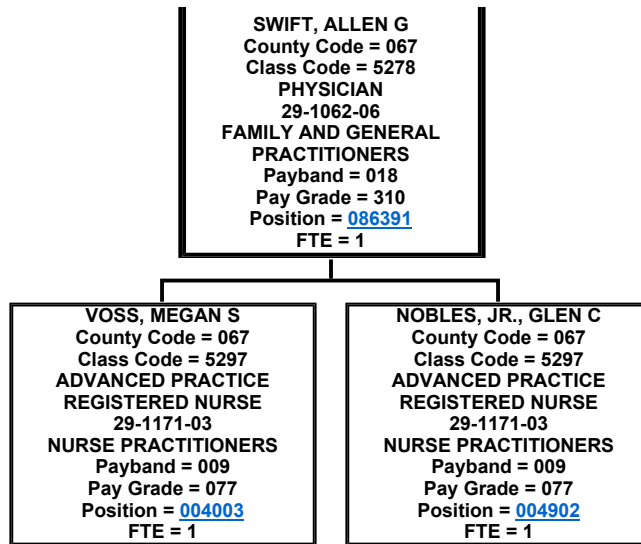 SWIFT, ALLEN G
County Code = 067
Class Code = 5278
PHYSICIAN
29-1062-06
FAMILY AND GENERAL
PRACTITIONERS
Payband = 018
Pay Grade = 310
Position = 086391
FTE = 1
VOSS, MEGAN S
County Code = 067
Class Code = 5297
ADVANCED PRACTICE
REGISTERED NURSE
29-1171-03
NURSE PRACTITIONERS
Payband = 009
Pay Grade = 077
Position = 004003
FTE = 1
NOBLES, JR., GLEN C
County Code = 067
Class Code = 5297
ADVANCED PRACTICE
REGISTERED NURSE
29-1171-03
NURSE PRACTITIONERS
Payband = 009
Pay Grade = 077
Position = 004902
FTE = 1